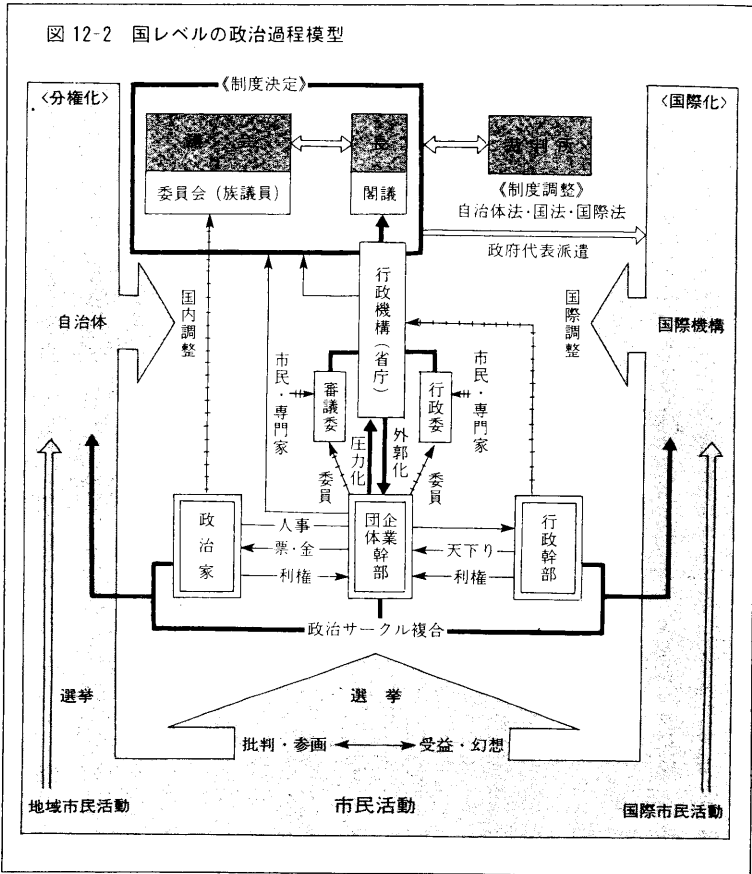 図 12-2 国レベルの政治過程模型
〈分権化〉
《制度決定》
〈国際化〉
長
裁判所
委員会（族議員）
閣議
《制度調整》
自治体法・国法・国際法
政府代表派遣
行政機構（省庁）
国内調整
国際調整
自治体
国際機構
市民・専門家
審議委
行政委
市民・専門家
圧力化
外郭化
委員
委員
政治家
企業幹部
団体
行政幹部
人事
票・金
天下り
利権
利権
政治サークル複合
選挙
選 挙
批判・参画
受益・幻想
地域市民活動
市民活動
国際市民活動